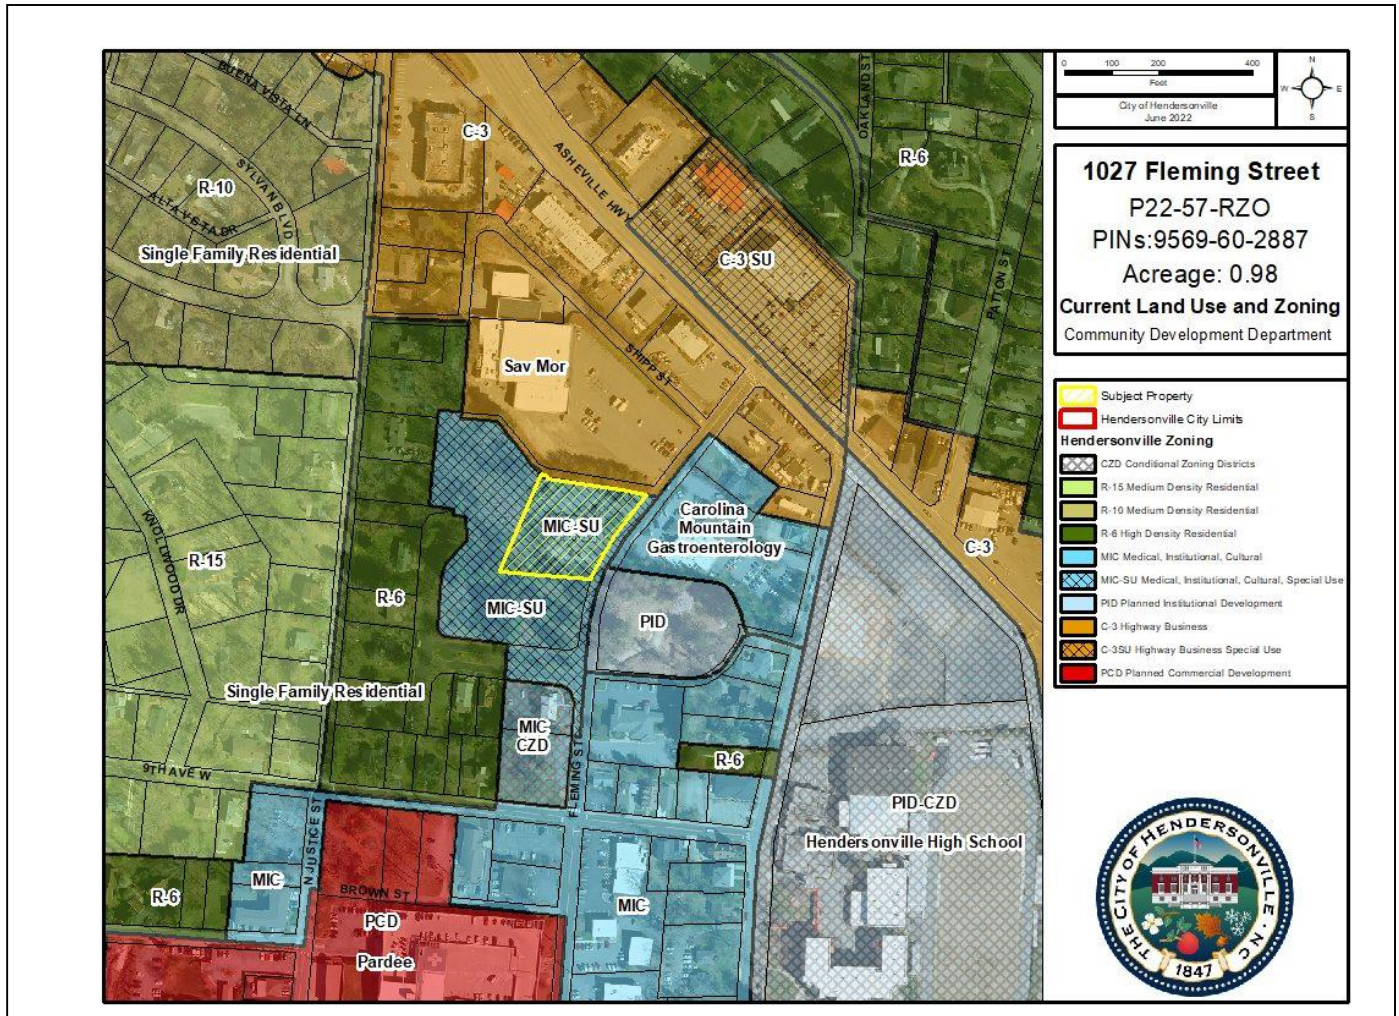 0 100 200 400
Feet
City of Hendersonville
June 2022
N
W E
S
1027 Fleming Street
P22-57-RZO
PINs:9569-60-2887
Acreage: 0.98
Current Land Use and Zoning
Community Development Department
Subject Property
Hendersonville City Limits
Hendersonville Zoning
CZD Conditional Zoning Districts
R-15 Medium Density Residential
R-10 Medium Density Residential
R-6 High Density Residential
MIC Medical, Institutional, Cultural
MIC-SU Medical, Institutional, Cultural, Special Use
PID Planned Institutional Development
C-3 Highway Business
C-3SU Highway Business Special Use
PCD Planned Commercial Development
THE CITY OF HENDERSONVILLE · NC
1847
BUENA VISTA LN
SYLVAN BLVD
ALTA VISTA DR
R-10
Single Family Residential
C-3
ASHEVILLE HWY
OAKLAND ST
R-6
C-3 SU
PATTON ST
SHIPP ST
Sav Mor
MIC-SU
Carolina
Mountain
Gastroenterology
C-3
KNOLLWOOD DR
R-15
R-6
MIC-SU
PID
Single Family Residential
MIC
CZD
FLEMING ST
R-6
9TH AVE W
N JUSTICE ST
PID-CZD
Hendersonville High School
R-6
MIC
BROWN ST
PCD
Pardee
MIC